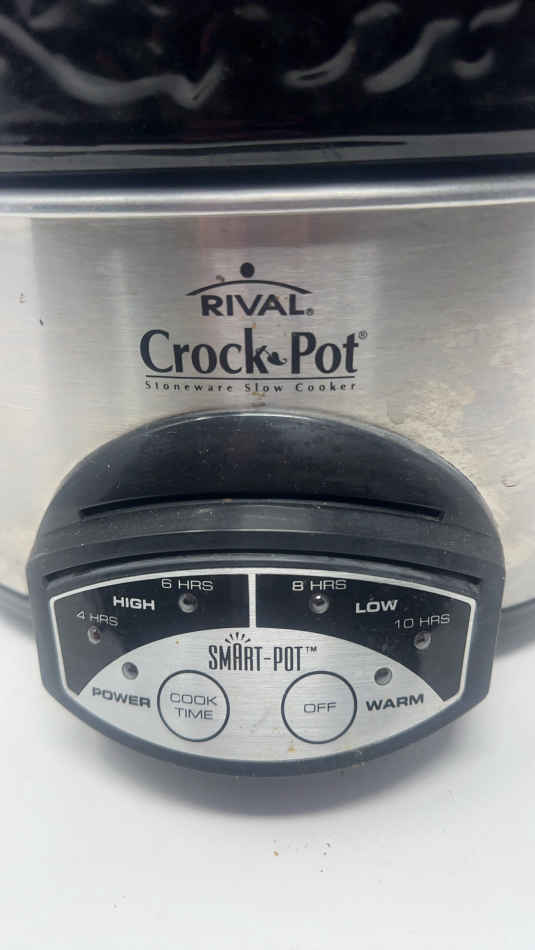 RIVAL®
Crock Pot®
Stoneware Slow Cooker
6 HRS 8 HRS
HIGH LOW
4 HRS 10 HRS
SMART-POT™
POWER COOK TIME OFF WARM